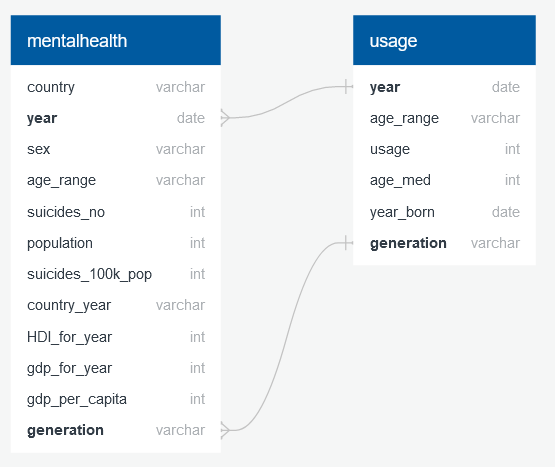 mentalhealth
country varchar
year date
sex varchar
age_range varchar
suicides_no int
population int
suicides_100k_pop int
country_year varchar
HDI_for_year int
gdp_for_year int
gdp_per_capita int
generation varchar
usage
year date
age_range varchar
usage int
age_med int
year_born date
generation varchar